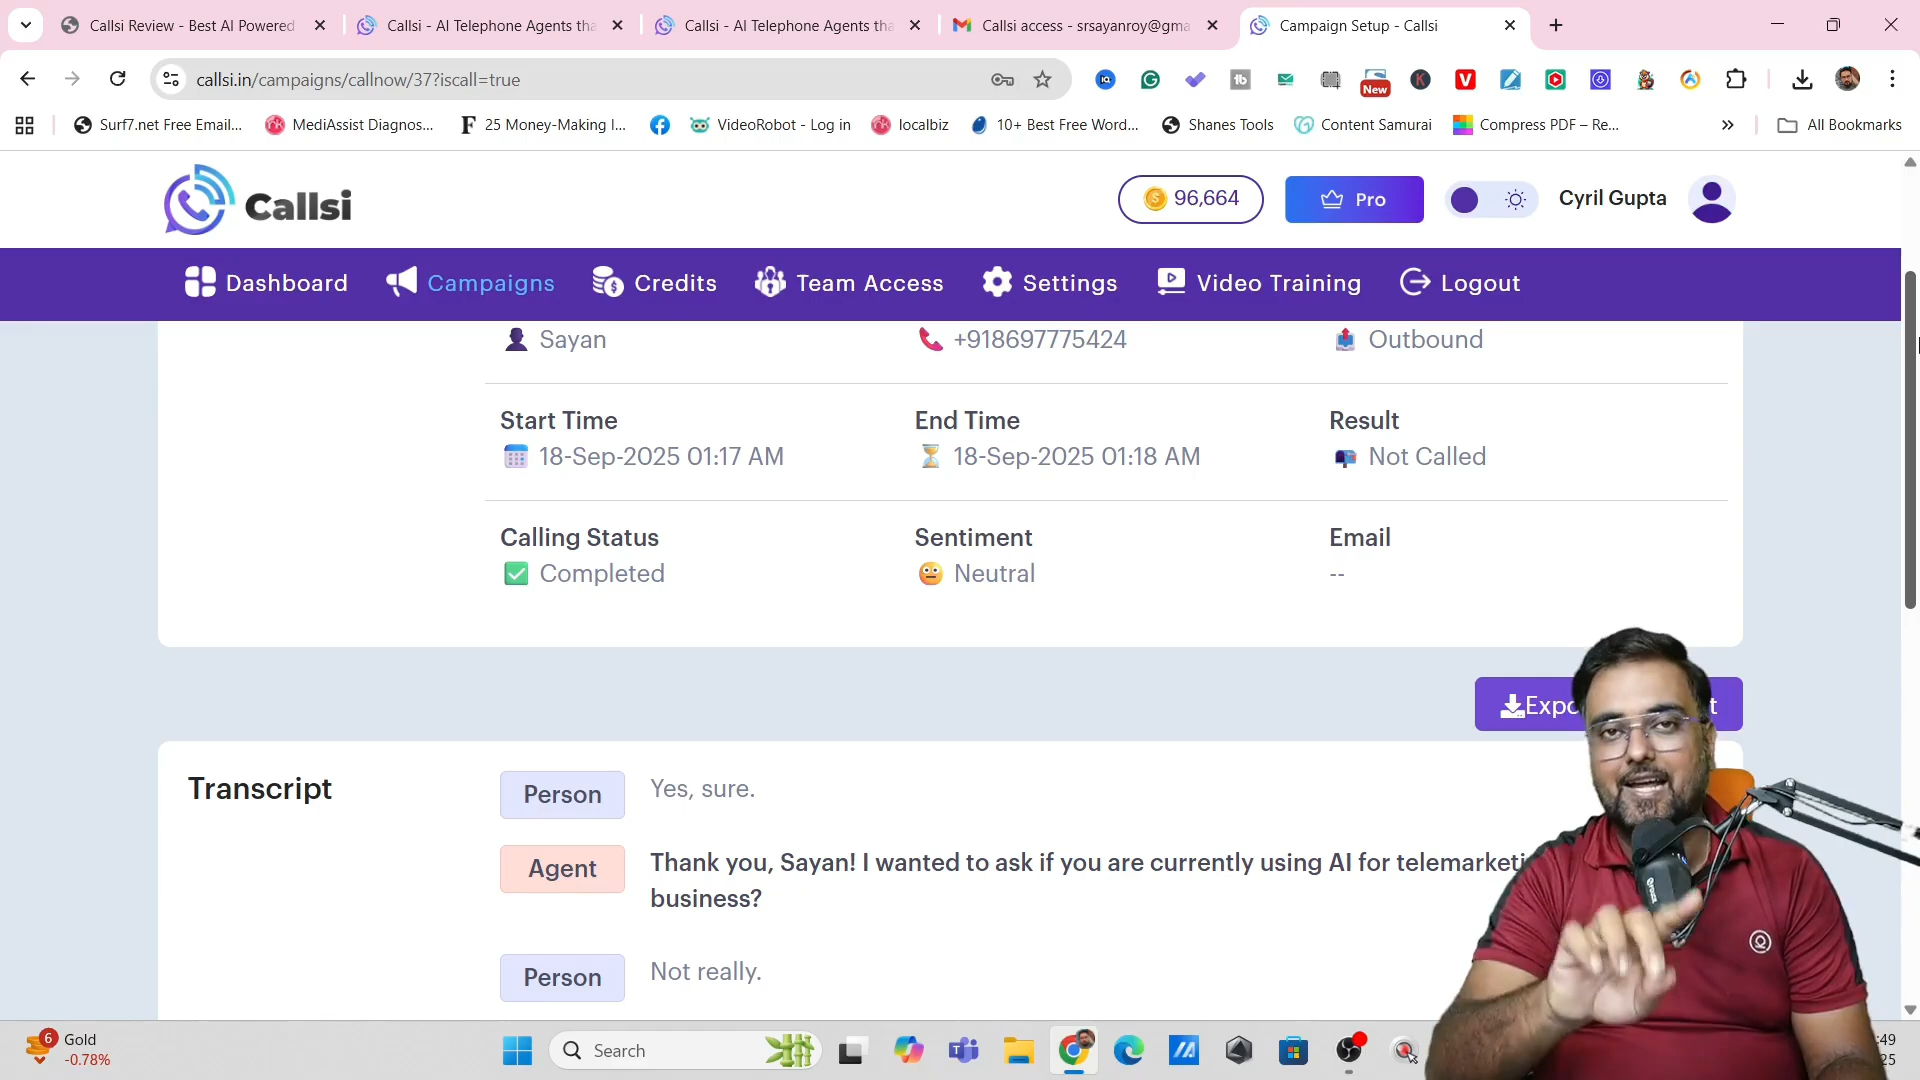 Callsi Review - Best AI Powered
Callsi - AI Telephone Agents tha
Callsi - AI Telephone Agents tha
Callsi access - srsayanroy@gma
Campaign Setup - Callsi
callsi.in/campaigns/callnow/37?iscall=true
New
Surf7.net Free Email...
MediAssist Diagnos...
25 Money-Making I...
VideoRobot - Log in
localbiz
10+ Best Free Word...
Shanes Tools
Content Samurai
Compress PDF – Re...
All Bookmarks
Callsi
96,664
Pro
Cyril Gupta
Dashboard
Campaigns
Credits
Team Access
Settings
Video Training
Logout
Sayan
+918697775424
Outbound
Start Time
End Time
Result
18-Sep-2025 01:17 AM
18-Sep-2025 01:18 AM
Not Called
Calling Status
Sentiment
Email
Completed
Neutral
--
Expo
t
Transcript
Person
Yes, sure.
Agent
Thank you, Sayan! I wanted to ask if you are currently using AI for telemarketi
business?
Person
Not really.
6
Gold
-0.78%
Search
:49
25